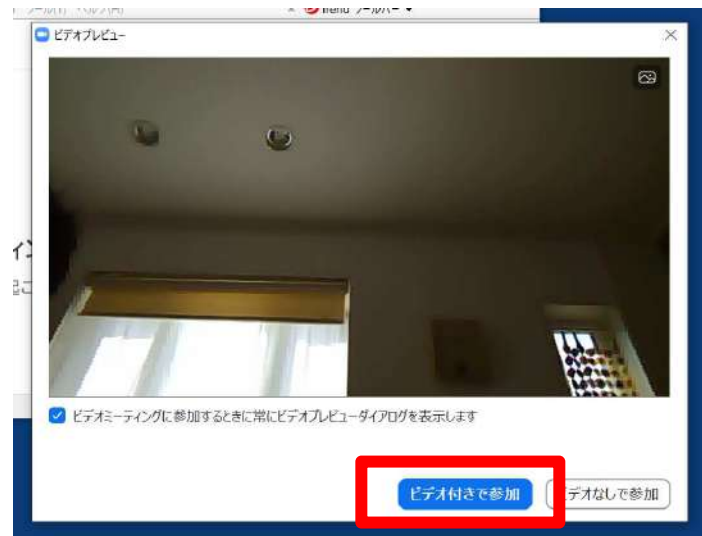 ビデオプレビュー
ビデオミーティングに参加するときに常にビデオプレビューダイアログを表示します
ビデオ付きで参加
デオなしで参加